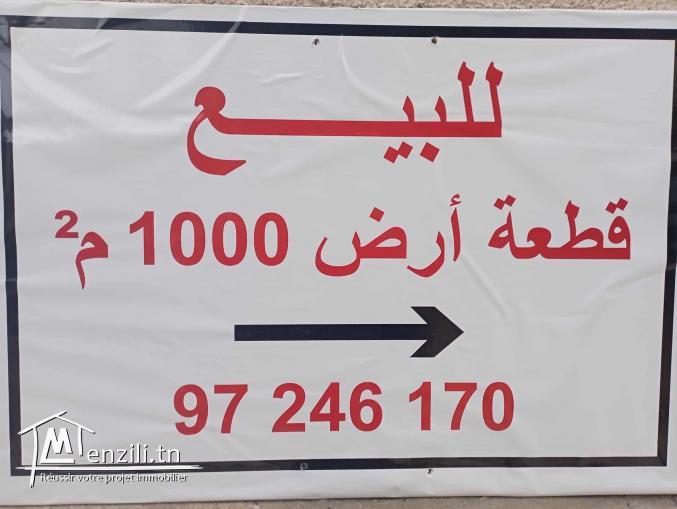 للبيع
قطعة أرض 1000 م²
97 246 170
Menzili.tn
Réussir votre projet immobilier